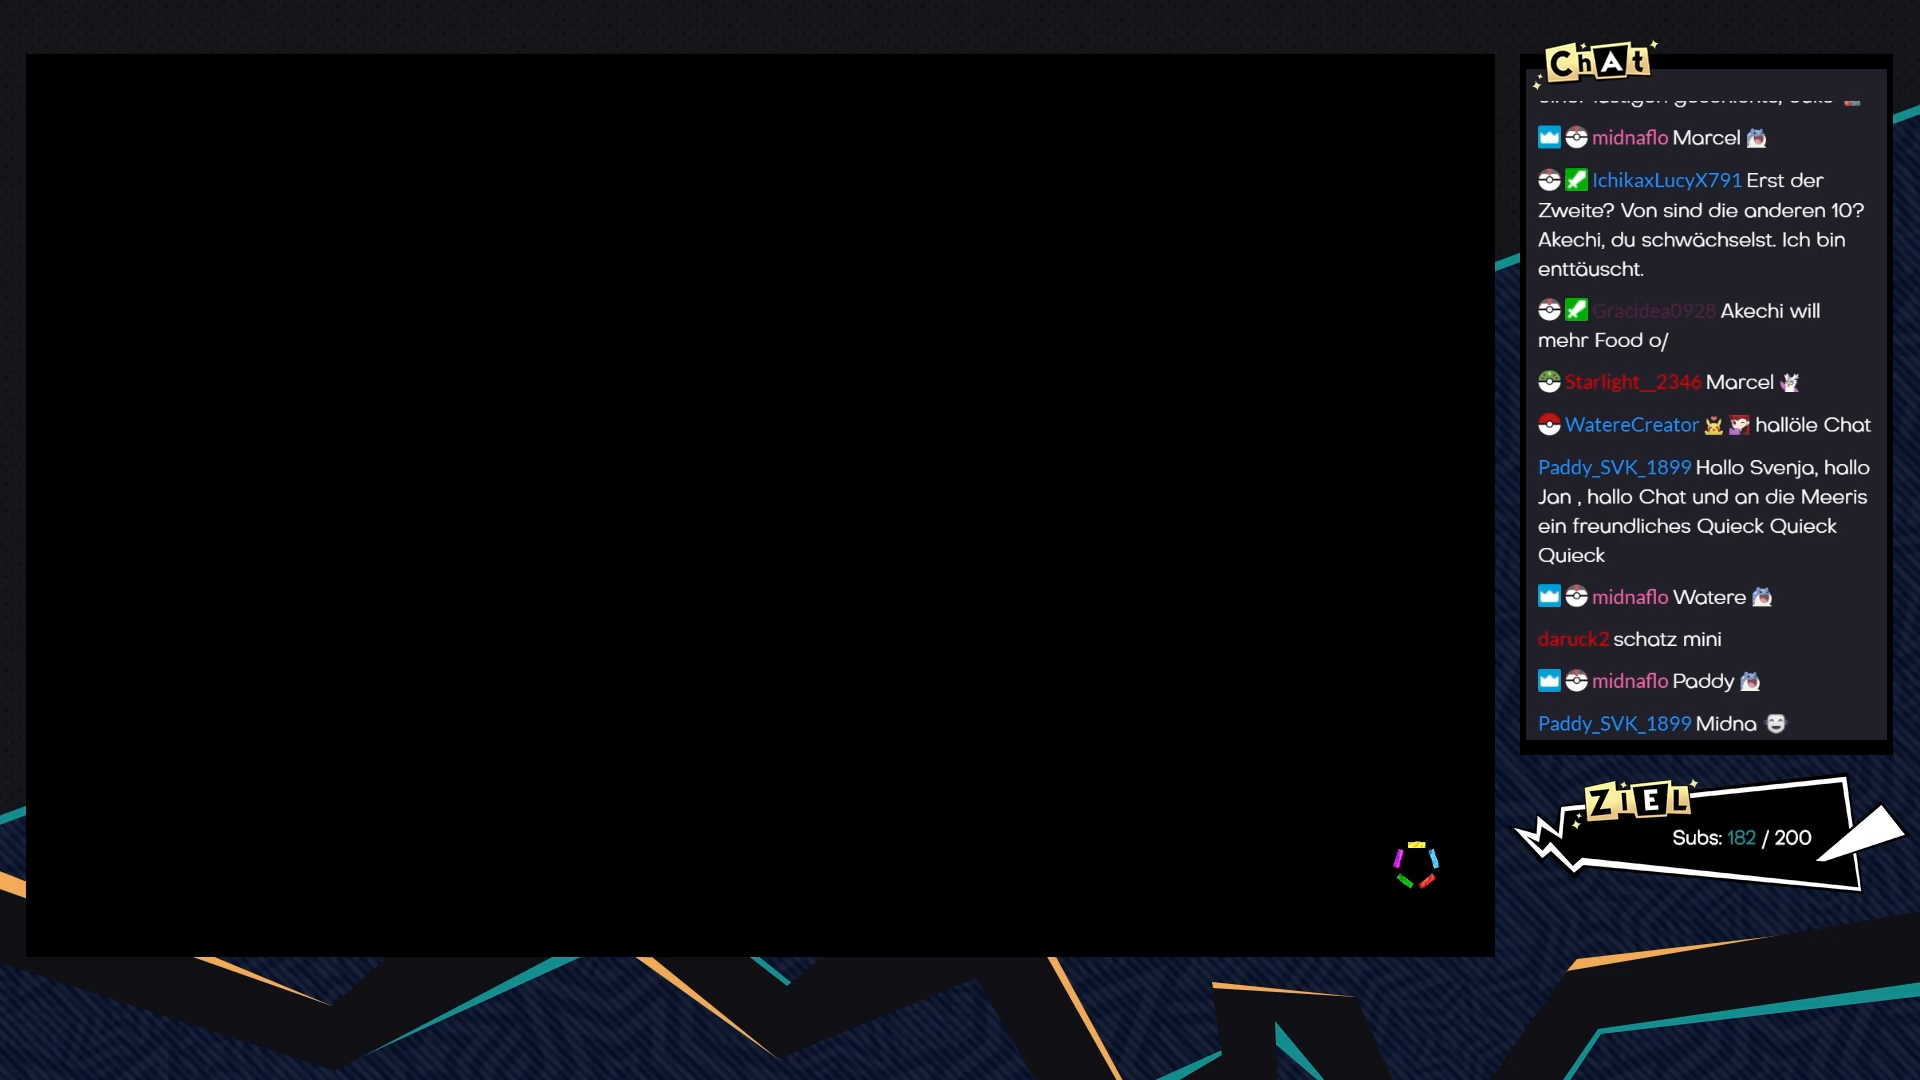 ChAt
midnaflo Marcel
IchikaxLucyX791 Erst der
Zweite? Von sind die anderen 10?
Akechi, du schwächselst. Ich bin
enttäuscht.
Gracidea0928 Akechi will
mehr Food o/
Starlight_2346 Marcel
WatereCreator hallöle Chat
Paddy_SVK_1899 Hallo Svenja, hallo
Jan , hallo Chat und an die Meeris
ein freundliches Quieck Quieck
Quieck
midnaflo Watere
daruck2 schatz mini
midnaflo Paddy
Paddy_SVK_1899 Midna
ZiEL
Subs: 182 / 200